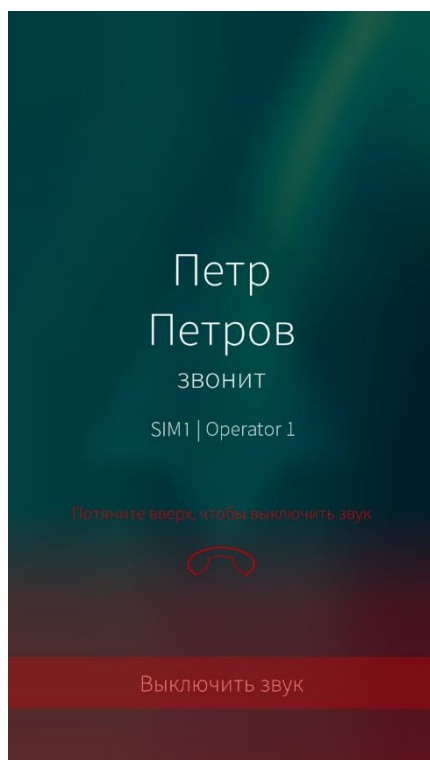 Петр
Петров
звонит
SIM1 | Operator 1
Потяните вверх, чтобы выключить звук
Выключить звук